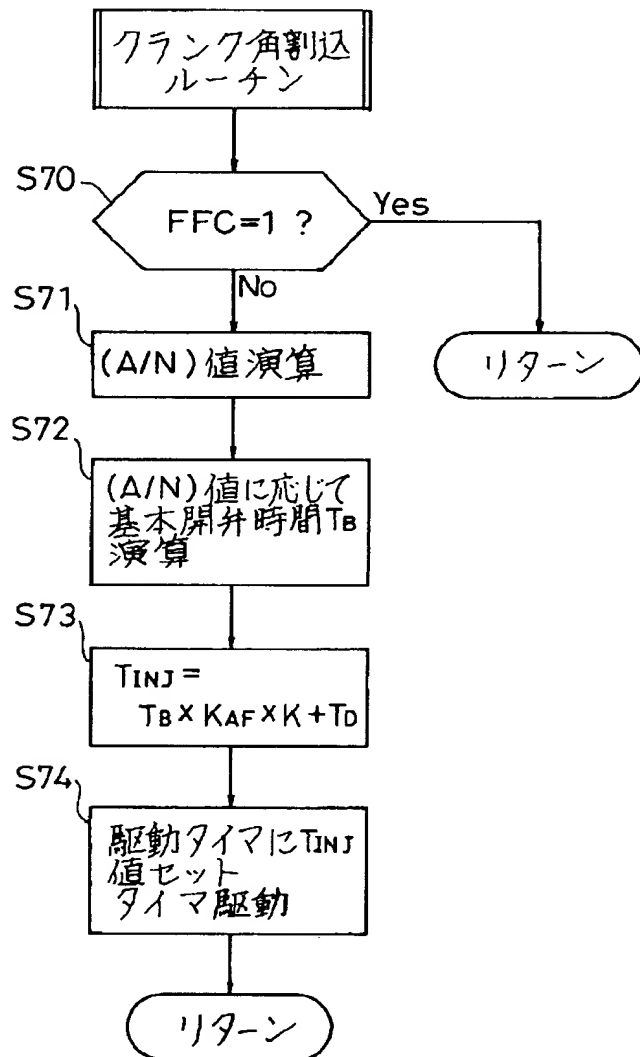 クランク角割込
ルーチン
S70
FFC=1 ?
Yes
No
S71
(A/N)値演算
リターン
S72
(A/N)値に応じて
基本開弁時間TB
演算
S73
TINJ=
TB×KAF×K+TD
S74
駆動タイマにTINJ
値セット
タイマ駆動
リターン